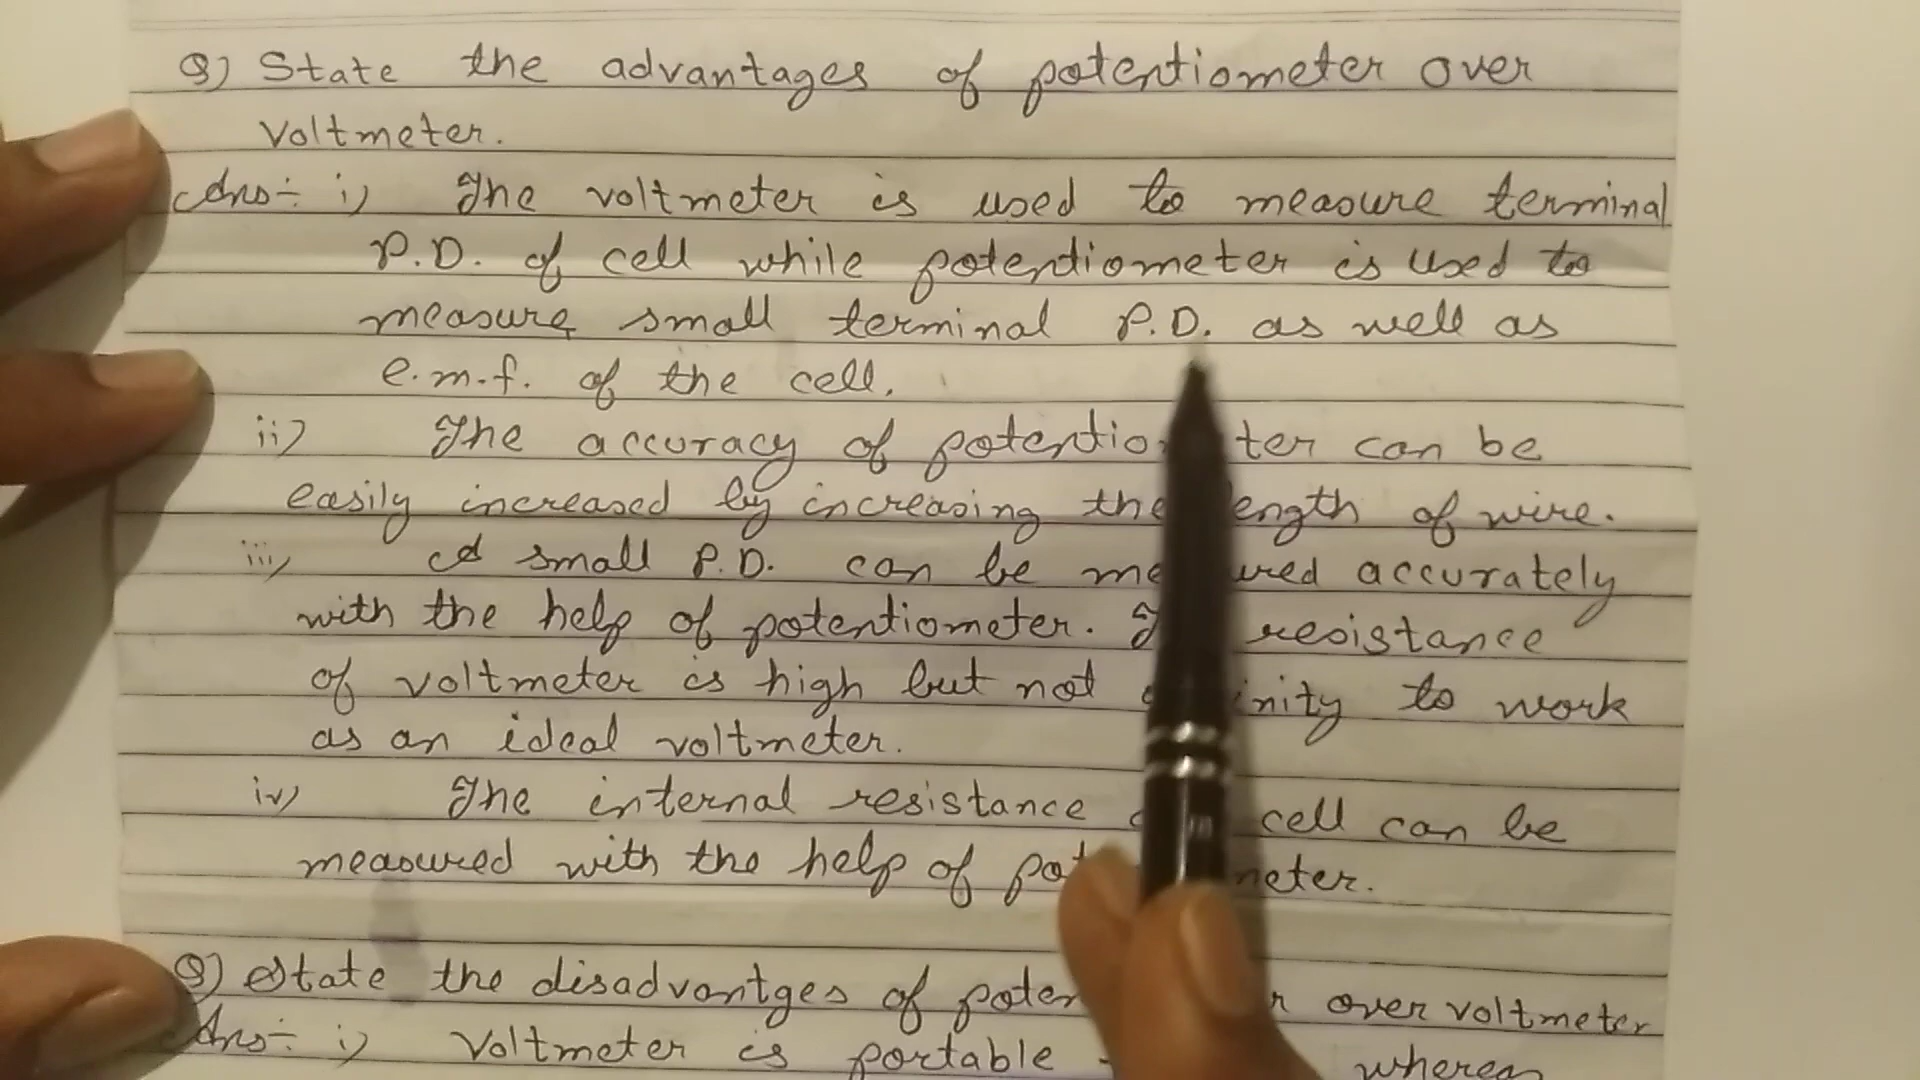 Q) State the advantages of potentiometer over
Voltmeter.
Ans÷ i) The voltmeter is used to measure terminal
P.D. of cell while potentiometer is used to
measure small terminal P.D. as well as
e.m.f. of the cell.
ii) The accuracy of potentio ter can be
easily increased by increasing the ength of wire.
iii) A small P.D. can be me ured accurately
with the help of potentiometer. resistance
of voltmeter is high but not nity to work
as an ideal voltmeter.
iv) The internal resistance cell can be
measured with the help of pot meter.
Q) State the disadvantges of poten r over voltmeter
Ans÷ i) Voltmeter is portable whereas